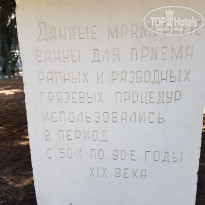 TOP HOTELS
ДАННЫЕ
ВАННЫ ДЛЯ ПРИЕМА
РАПНЫХ И РАЗВОДНЫХ
ГРЯЗЕВЫХ ПРОЦЕДУР
ИСПОЛЬЗОВАЛИСЬ
В ПЕРИОД
С 50-Х ПО 90-Е ГОДЫ
XIX ВЕКА